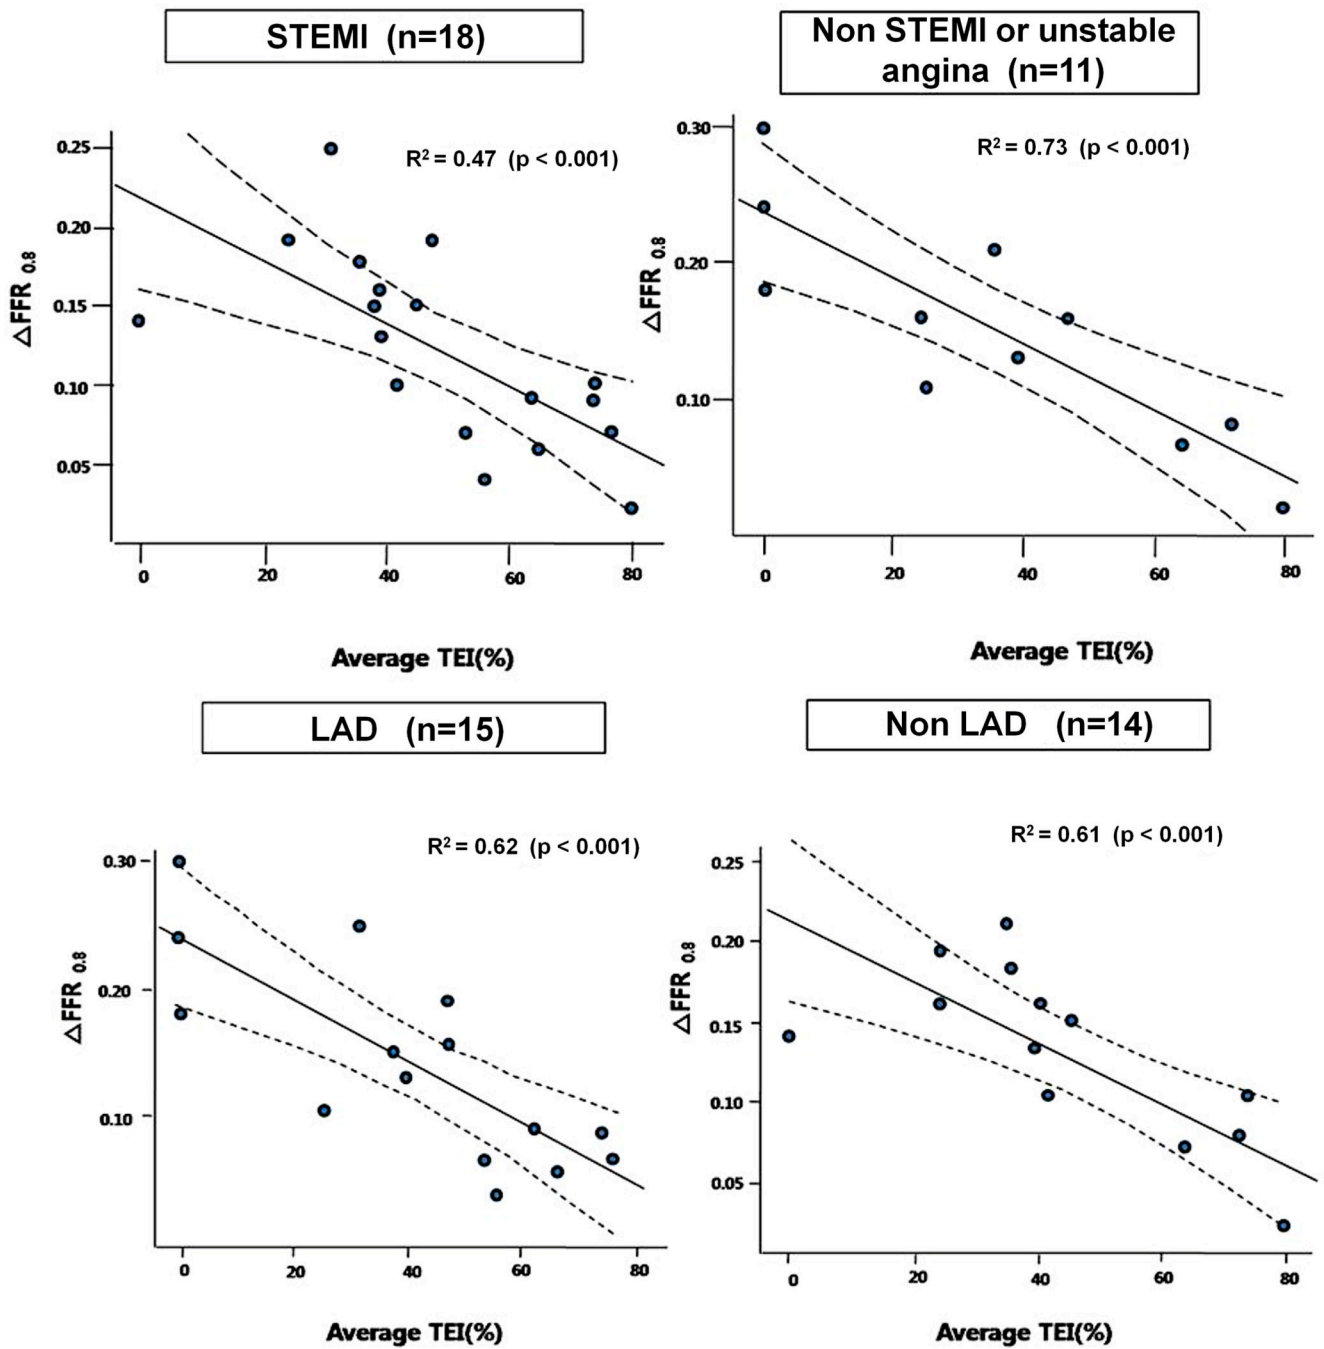 STEMI (n=18)
R² = 0.47 (p < 0.001)
△FFR 0.8
0.25
0.20
0.15
0.10
0.05
0 20 40 60 80
Average TEI(%)
Non STEMI or unstable
angina (n=11)
R² = 0.73 (p < 0.001)
△FFR 0.8
0.30
0.20
0.10
0 20 40 60 80
Average TEI(%)
LAD (n=15)
R² = 0.62 (p < 0.001)
△FFR 0.8
0.30
0.20
0.10
0 20 40 60 80
Average TEI(%)
Non LAD (n=14)
R² = 0.61 (p < 0.001)
△FFR 0.8
0.25
0.20
0.15
0.10
0.05
0 20 40 60 80
Average TEI(%)